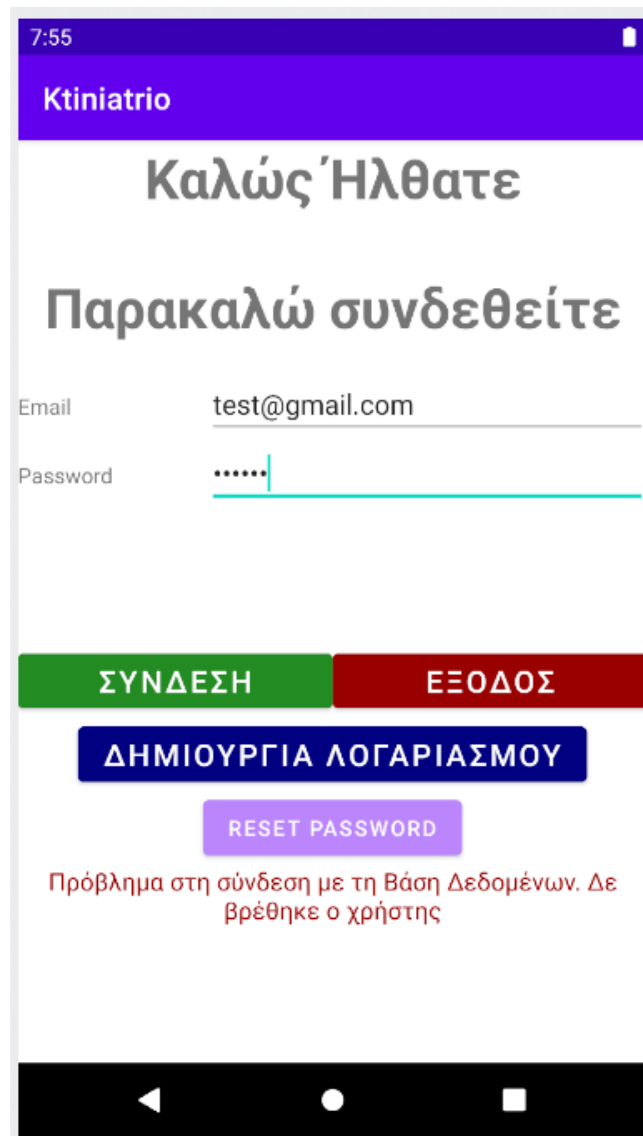 7:55
Ktiniatrio
Καλώς Ήλθατε
Παρακαλώ συνδεθείτε
Email test@gmail.com
Password ••••••
ΣΥΝΔΕΣΗ ΕΞΟΔΟΣ
ΔΗΜΙΟΥΡΓΙΑ ΛΟΓΑΡΙΑΣΜΟΥ
RESET PASSWORD
Πρόβλημα στη σύνδεση με τη Βάση Δεδομένων. Δε
βρέθηκε ο χρήστης